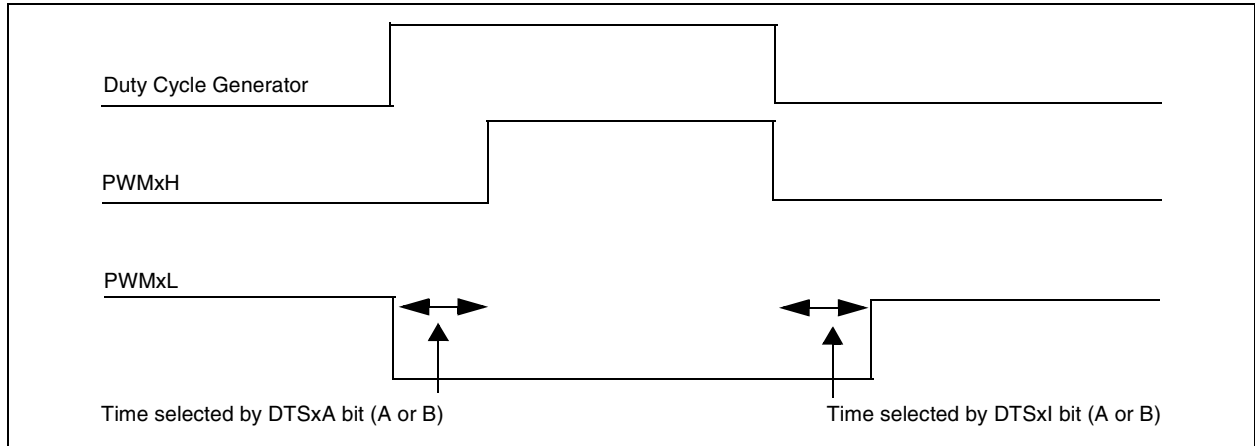 Duty Cycle Generator
PWMxH
PWMxL
Time selected by DTSxA bit (A or B)
Time selected by DTSxI bit (A or B)